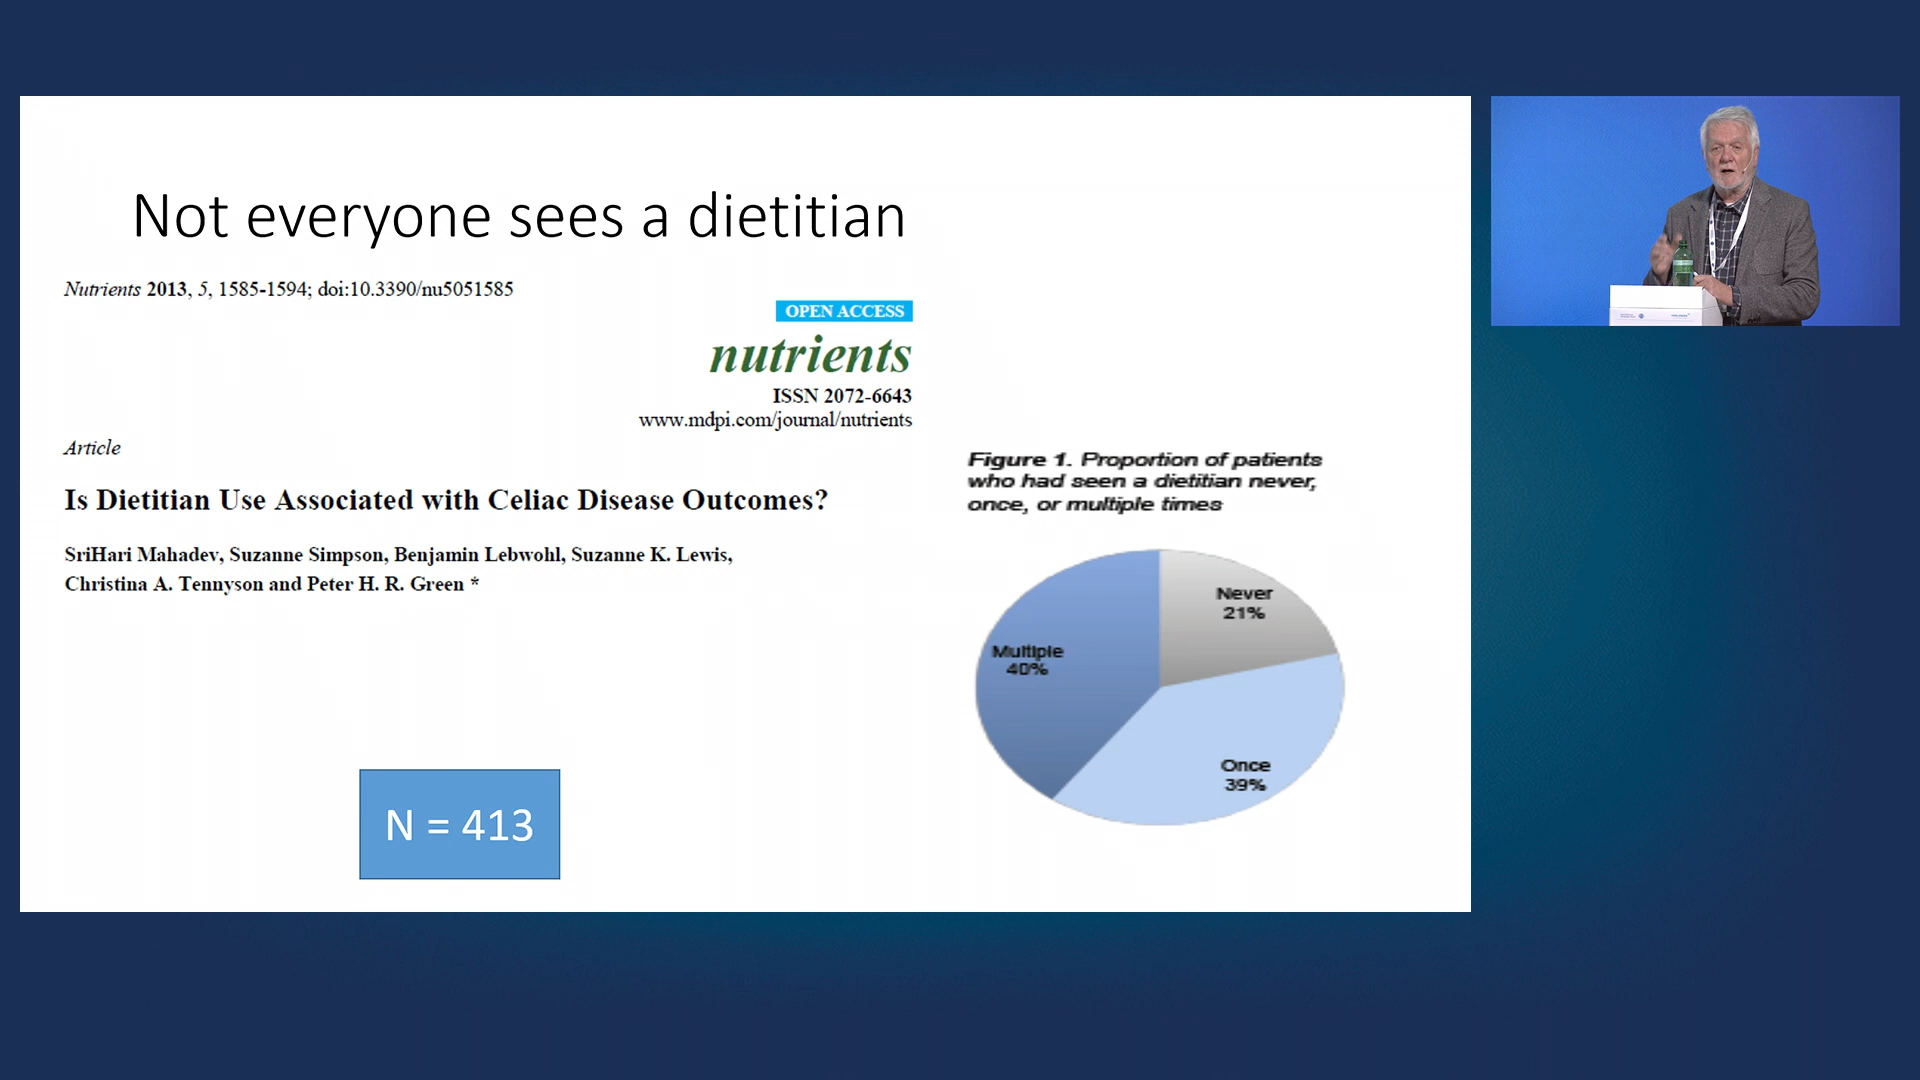 Not everyone sees a dietitian
Nutrients 2013, 5, 1585-1594; doi:10.3390/nu5051585
OPEN ACCESS
nutrients
ISSN 2072-6643
www.mdpi.com/journal/nutrients
Article
Is Dietitian Use Associated with Celiac Disease Outcomes?
SriHari Mahadev, Suzanne Simpson, Benjamin Lebwohl, Suzanne K. Lewis,
Christina A. Tennyson and Peter H. R. Green *
N = 413
Figure 1. Proportion of patients
who had seen a dietitian never,
once, or multiple times
Never
21%
Multiple
40%
Once
39%